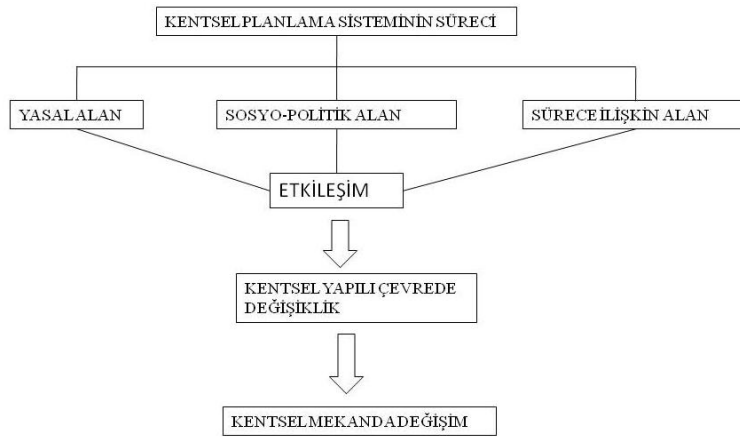 KENTSEL PLANLAMA SİSTEMİNİN SÜRECİ
YASAL ALAN
SOSYO-POLİTİK ALAN
SÜRECE İLİŞKİN ALAN
ETKİLEŞİM
KENTSEL YAPILI ÇEVREDE
DEĞİŞİKLİK
KENTSEL MEKANDA DEĞİŞİM